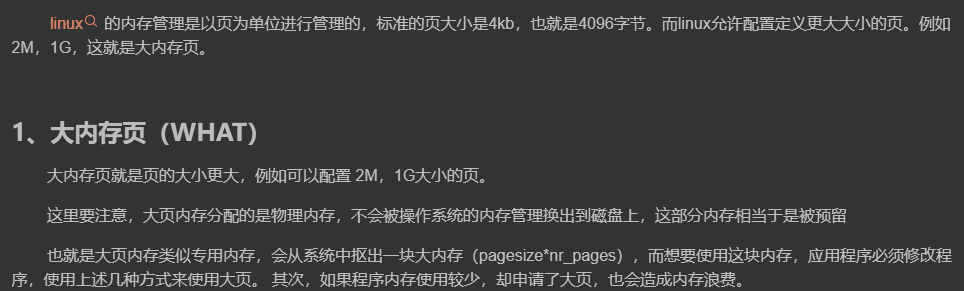 linux 的内存管理是以页为单位进行管理的，标准的页大小是4kb，也就是4096字节。而linux允许配置定义更大大小的页。例如
2M，1G，这就是大内存页。
1、大内存页（WHAT）
大内存页就是页的大小更大，例如可以配置 2M，1G大小的页。
这里要注意，大页内存分配的是物理内存，不会被操作系统的内存管理换出到磁盘上，这部分内存相当于是被预留
也就是大页内存类似专用内存，会从系统中抠出一块大内存（pagesize*nr_pages）​，而想要使用这块内存，应用程序必须修改程
序，使用上述几种方式来使用大页。 其次，如果程序内存使用较少，却申请了大页，也会造成内存浪费。